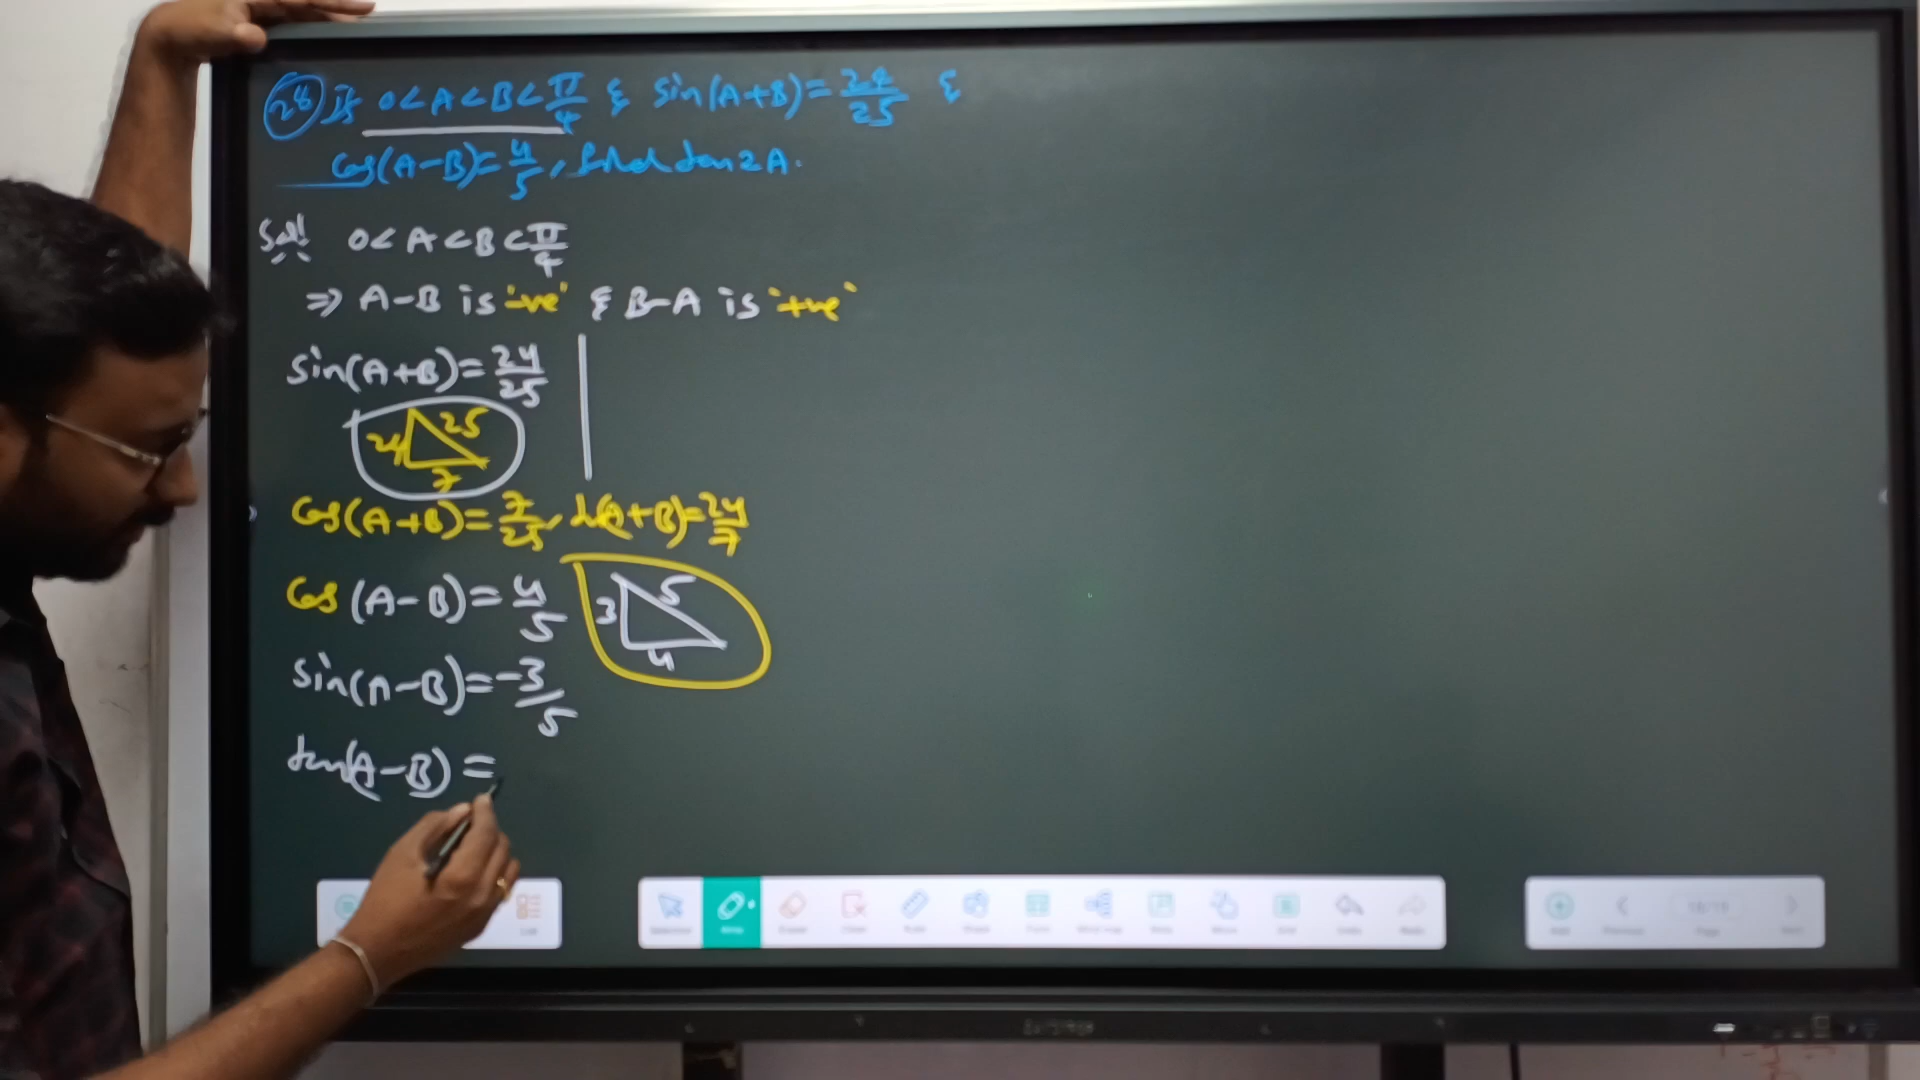 28 If 0<A<B<π/4 & sin(A+B)=24/25 &
cos(A-B)=4/5, find tan2A.
Sol: 0<A<B<π/4
⇒ A-B is '-ve' & B-A is '+ve'
sin(A+B)=24/25
24 25 7
Cos(A+B)=7/25, t(A+B)=24/7
Cos (A-B)=4/5
3 5 4
sin(A-B)=-3/5
tan(A-B)=